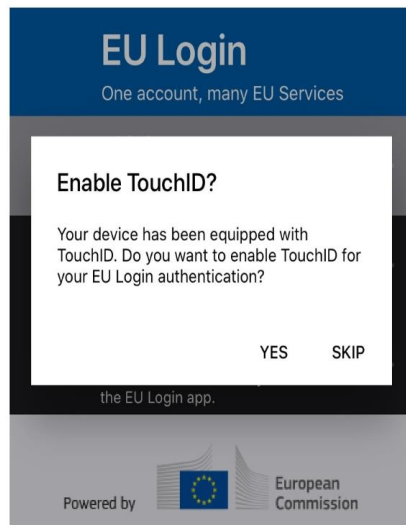 EU Login
One account, many EU Services
Enable TouchID?
Your device has been equipped with
TouchID. Do you want to enable TouchID for
your EU Login authentication?
YES SKIP
the EU Login app.
Powered by
European
Commission